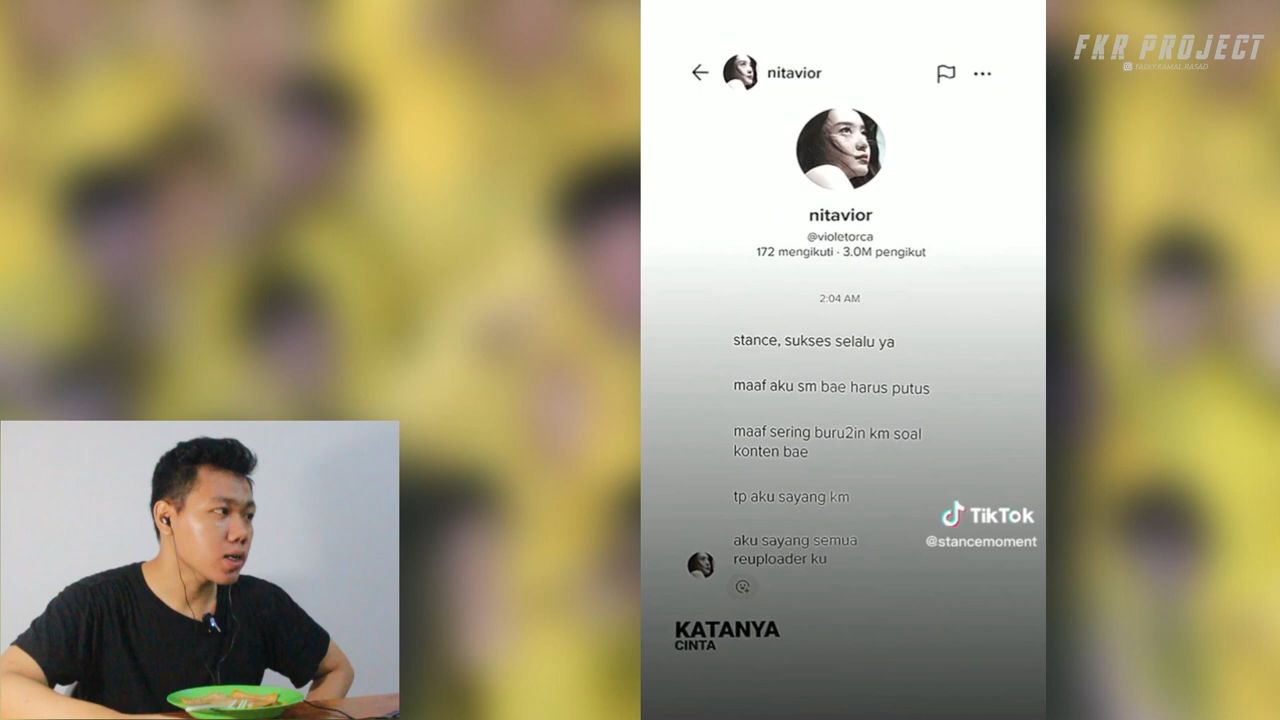 FKR PROJECT
FADLYKAMAL.RASAD
nitavior
nitavior
@violetorca
172 mengikuti · 3.0M pengikut
2:04 AM
stance, sukses selalu ya
maaf aku sm bae harus putus
maaf sering buru2in km soal
konten bae
tp aku sayang km
aku sayang semua
reuploader ku
TikTok
@stancemoment
KATANYA
CINTA